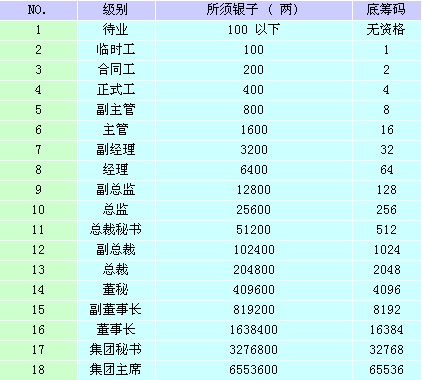 NO. 级别 所须银子 ( 两) 底筹码
1 待业 100 以下 无资格
2 临时工 100 1
3 合同工 200 2
4 正式工 400 4
5 副主管 800 8
6 主管 1600 16
7 副经理 3200 32
8 经理 6400 64
9 副总监 12800 128
10 总监 25600 256
11 总裁秘书 51200 512
12 副总裁 102400 1024
13 总裁 204800 2048
14 董秘 409600 4096
15 副董事长 819200 8192
16 董事长 1638400 16384
17 集团秘书 3276800 32768
18 集团主席 6553600 65536